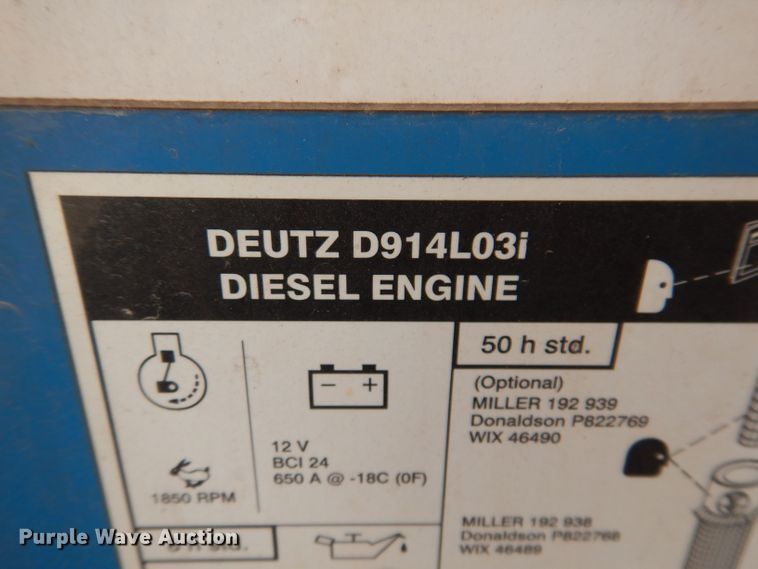 DEUTZ D914L03i
DIESEL ENGINE
50 h std.
(Optional)
MILLER 192 939
Donaldson P822769
WIX 46490
12 V
BCI 24
650 A @ -18C (0F)
1850 RPM
MILLER 192 938
Donaldson P822768
WIX 46489
h std.
Purple Wave Auction